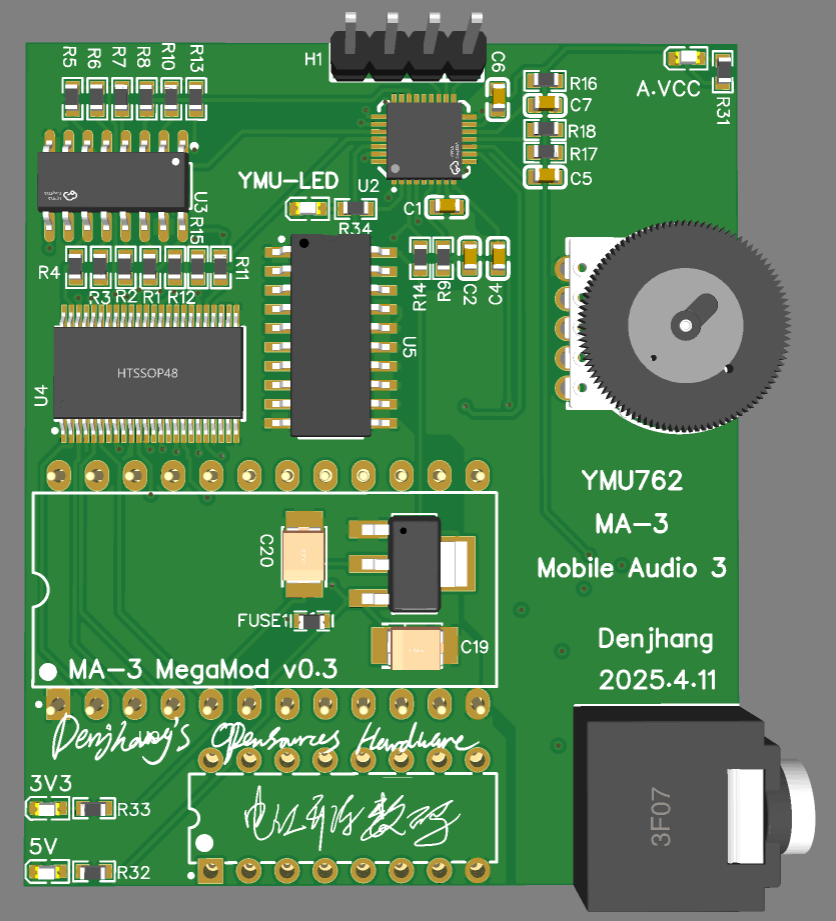 R5 R6 R7 R8 R10 R13
H1
C6
A.VCC
R31
R16
C7
R18
R17
C5
U3
YMU-LED
U2
R34
C1
R15
R4
R3 R2 R1 R12
R11
R14 R9 C2 C4
U5
HTSSOP48
U4
YMU762
MA-3
Mobile Audio 3
C20
FUSE1
C19
Denjhang
2025.4.11
MA-3 MegaMod v0.3
Denjhang's OpenSources Hardware
3V3
R33
5V
R32
3F07